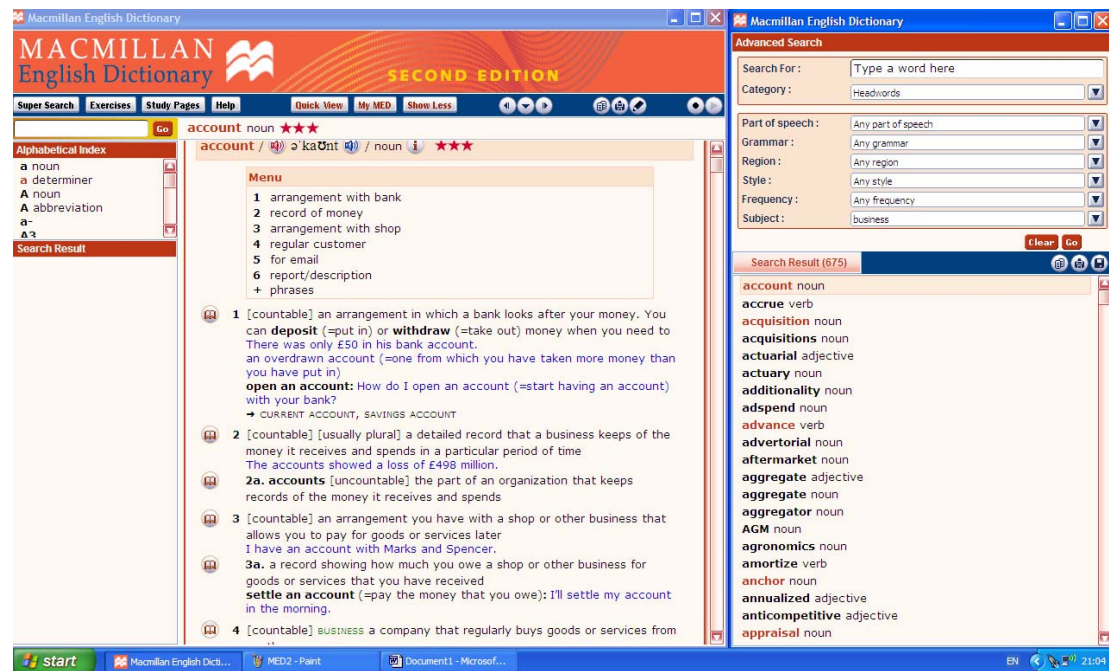 Macmillan English Dictionary
MACMILLAN
English Dictionary
SECOND EDITION
Super Search Exercises Study Pages Help Quick View My MED Show Less
Go
account noun ★★★
Alphabetical Index
a noun
a determiner
A noun
A abbreviation
a-
A3
Search Result
account / əˈkaʊnt / noun i ★★★
Menu
1 arrangement with bank
2 record of money
3 arrangement with shop
4 regular customer
5 for email
6 report/description
+ phrases
1 [countable] an arrangement in which a bank looks after your money. You
can deposit (=put in) or withdraw (=take out) money when you need to
There was only £50 in his bank account.
an overdrawn account (=one from which you have taken more money than
you have put in)
open an account: How do I open an account (=start having an account)
with your bank?
→ CURRENT ACCOUNT, SAVINGS ACCOUNT
2 [countable] [usually plural] a detailed record that a business keeps of the
money it receives and spends in a particular period of time
The accounts showed a loss of £498 million.
2a. accounts [uncountable] the part of an organization that keeps
records of the money it receives and spends
3 [countable] an arrangement you have with a shop or other business that
allows you to pay for goods or services later
I have an account with Marks and Spencer.
3a. a record showing how much you owe a shop or other business for
goods or services that you have received
settle an account (=pay the money that you owe): I'll settle my account
in the morning.
4 [countable] BUSINESS a company that regularly buys goods or services from
Macmillan English Dictionary
Advanced Search
Search For: Type a word here
Category: Headwords
Part of speech: Any part of speech
Grammar: Any grammar
Region: Any region
Style: Any style
Frequency: Any frequency
Subject: business
Clear Go
Search Result (675)
account noun
accrue verb
acquisition noun
acquisitions noun
actuarial adjective
actuary noun
additionality noun
adspend noun
advance verb
advertorial noun
aftermarket noun
aggregate adjective
aggregate noun
aggregator noun
AGM noun
agronomics noun
amortize verb
anchor noun
annualized adjective
anticompetitive adjective
appraisal noun
start Macmillan English Dicti... MED2 - Paint Document1 - Microsof... EN 21:04